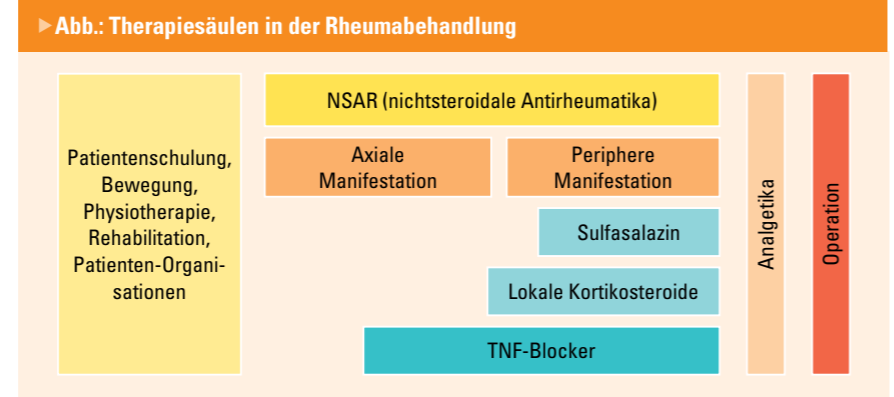 ▶Abb.: Therapiesäulen in der Rheumabehandlung
Patientenschulung,
Bewegung,
Physiotherapie,
Rehabilitation,
Patienten-Organi-
sationen
NSAR (nichtsteroidale Antirheumatika)
Axiale
Manifestation
Periphere
Manifestation
Sulfasalazin
Lokale Kortikosteroide
TNF-Blocker
Analgetika
Operation